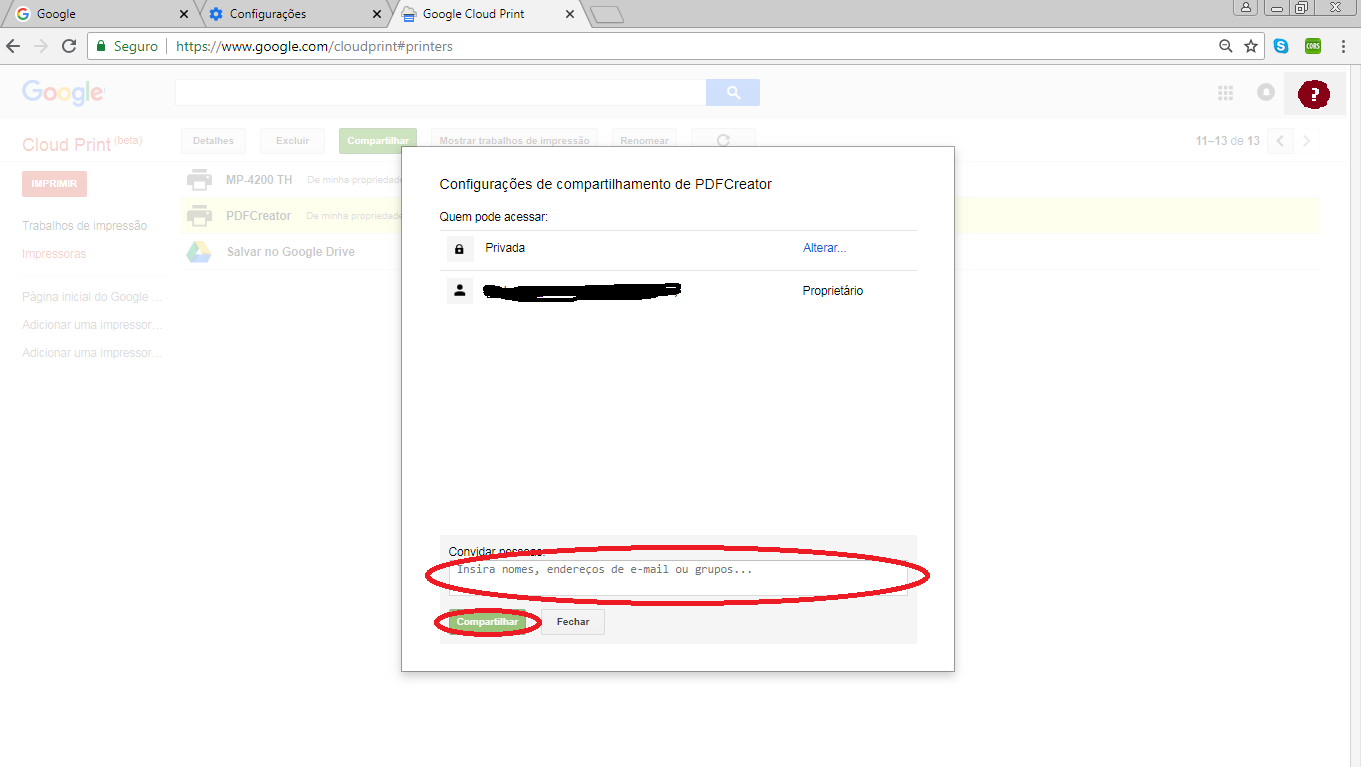 Google
Configurações
Google Cloud Print
Seguro
https://www.google.com/cloudprint#printers
CORS
Google
?
Cloud Print (beta)
Detalhes
Excluir
Compartilhar
Mostrar trabalhos de impressão
Renomear
11–13 de 13
IMPRIMIR
MP-4200 TH De minha propriedade
Trabalhos de impressão
PDFCreator De minha propriedade
Impressoras
Salvar no Google Drive
Página inicial do Google ...
Adicionar uma impressor...
Adicionar uma impressor...
Configurações de compartilhamento de PDFCreator
Quem pode acessar:
Privada
Alterar...
Proprietário
Convidar pessoas:
Insira nomes, endereços de e-mail ou grupos...
Compartilhar
Fechar